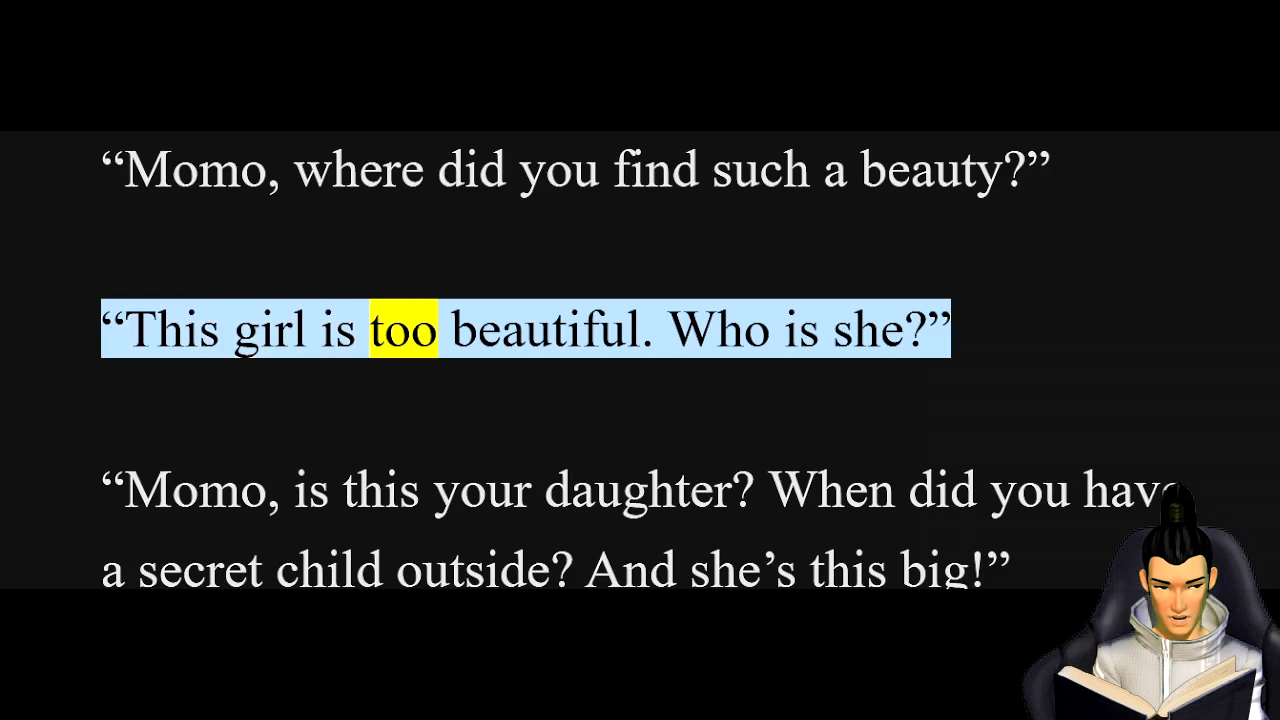 “Momo, where did you find such a beauty?”
“This girl is too beautiful. Who is she?”
“Momo, is this your daughter? When did you have
a secret child outside? And she’s this big!”